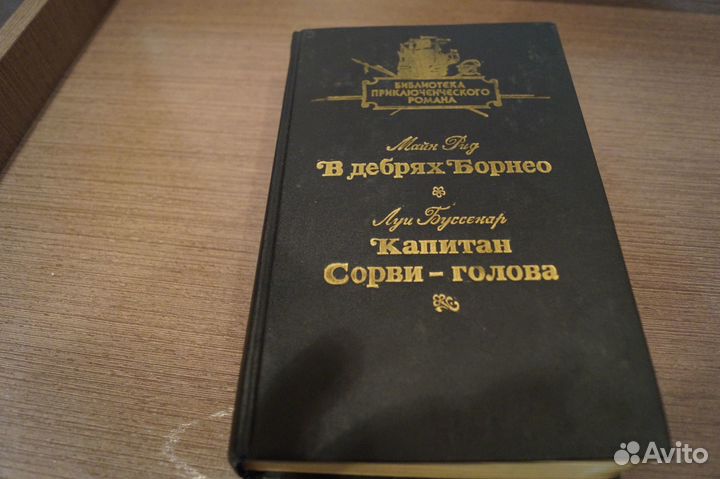 БИБЛИОТЕКА
ПРИКЛЮЧЕНЧЕСКОГО
РОМАНА
Майн Рид
В дебрях Борнео
Луи Буссенар
Капитан
Сорви-голова
Avito